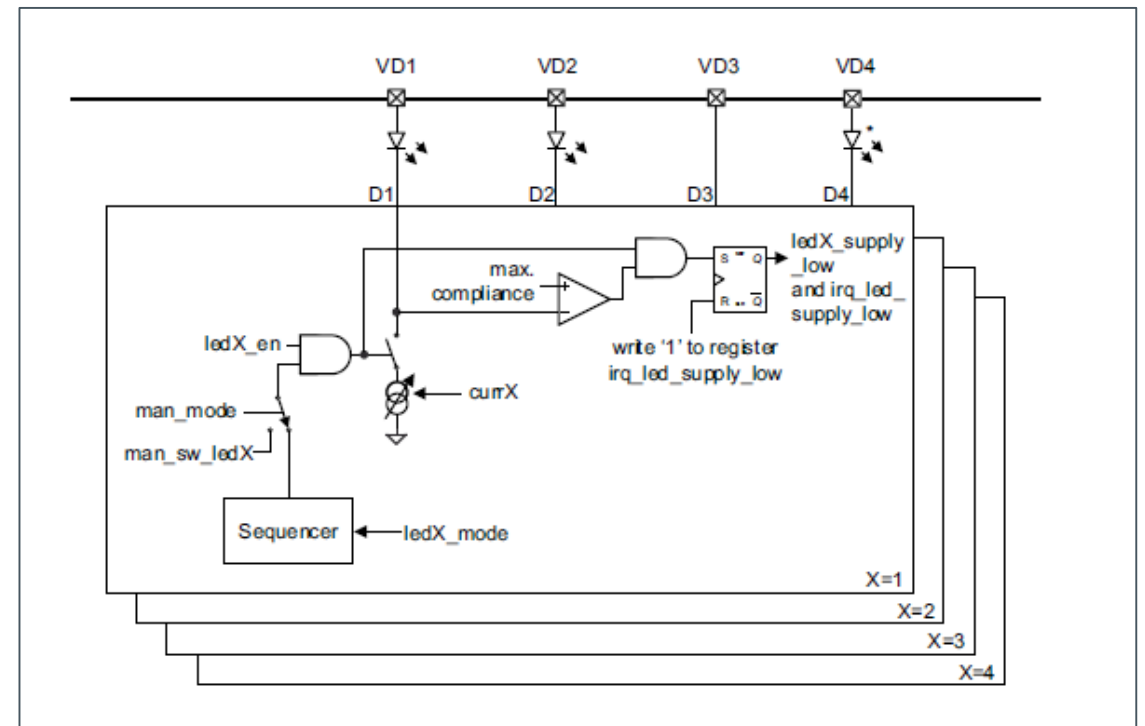 VD1 VD2 VD3 VD4
*
D1 D2 D3 D4
ledX_supply
_low
and irq_led_
supply_low
max.
compliance
+
−
S Q
R Q
write '1' to register
irq_led_supply_low
ledX_en
currX
man_mode
man_sw_ledX
Sequencer
ledX_mode
X=1
X=2
X=3
X=4